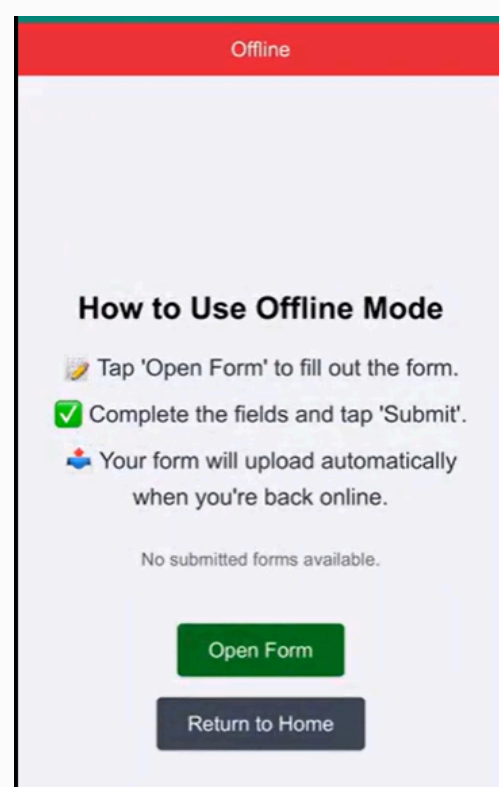 Offline
How to Use Offline Mode
📝 Tap 'Open Form' to fill out the form.
✅ Complete the fields and tap 'Submit'.
📤 Your form will upload automatically
when you're back online.
No submitted forms available.
Open Form
Return to Home